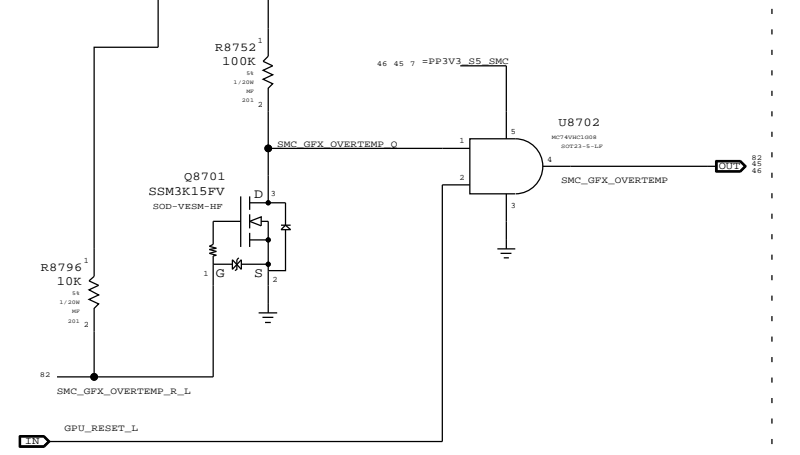 R8752
1
100K
5%
1/20W
MF
201
2
46 45 7 =PP3V3_S5_SMC
U8702
MC74VHC1G08
SOT23-5-LF
5
SMC_GFX_OVERTEMP_Q
1
4
OUT
82
45
46
2
SMC_GFX_OVERTEMP
3
Q8701
SSM3K15FV
SOD-VESM-HF
D
3
1
G
S
2
R8796
1
10K
5%
1/20W
MF
201
2
82
SMC_GFX_OVERTEMP_R_L
GPU_RESET_L
IN